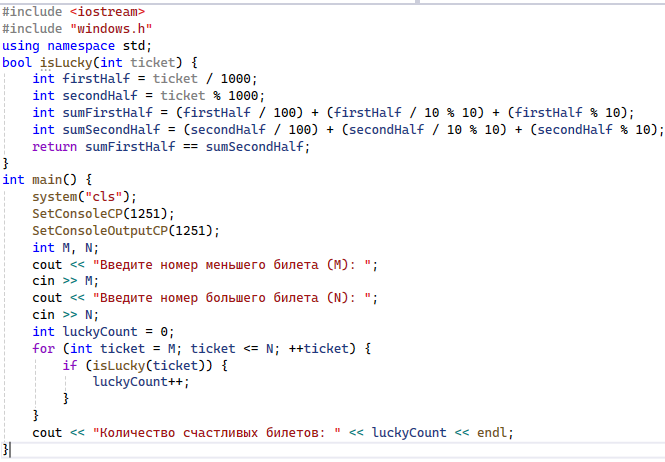 #include <iostream>
#include "windows.h"
using namespace std;
bool isLucky(int ticket) {
    int firstHalf = ticket / 1000;
    int secondHalf = ticket % 1000;
    int sumFirstHalf = (firstHalf / 100) + (firstHalf / 10 % 10) + (firstHalf % 10);
    int sumSecondHalf = (secondHalf / 100) + (secondHalf / 10 % 10) + (secondHalf % 10);
    return sumFirstHalf == sumSecondHalf;
}
int main() {
    system("cls");
    SetConsoleCP(1251);
    SetConsoleOutputCP(1251);
    int M, N;
    cout << "Введите номер меньшего билета (M): ";
    cin >> M;
    cout << "Введите номер большего билета (N): ";
    cin >> N;
    int luckyCount = 0;
    for (int ticket = M; ticket <= N; ++ticket) {
        if (isLucky(ticket)) {
            luckyCount++;
        }
    }
    cout << "Количество счастливых билетов: " << luckyCount << endl;
}